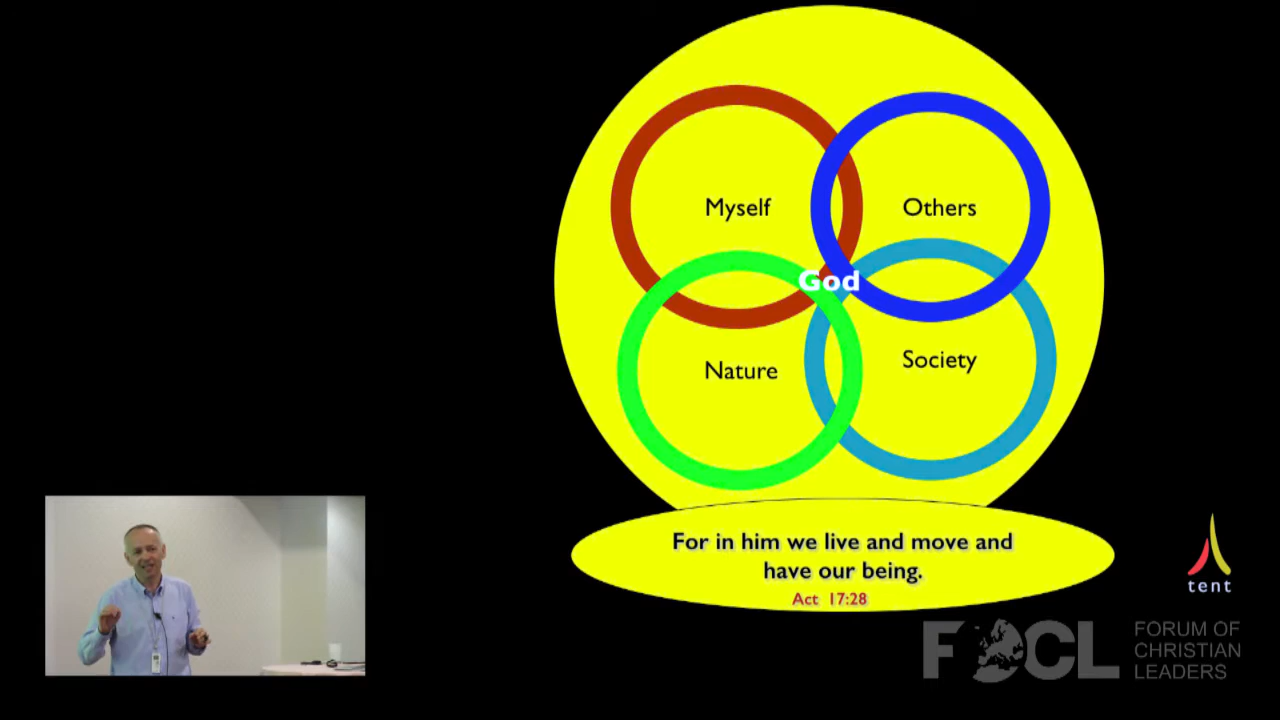 Myself
Others
God
Nature
Society
For in him we live and move and
have our being.
Act 17:28
tent
FOCL
FORUM OF
CHRISTIAN
LEADERS